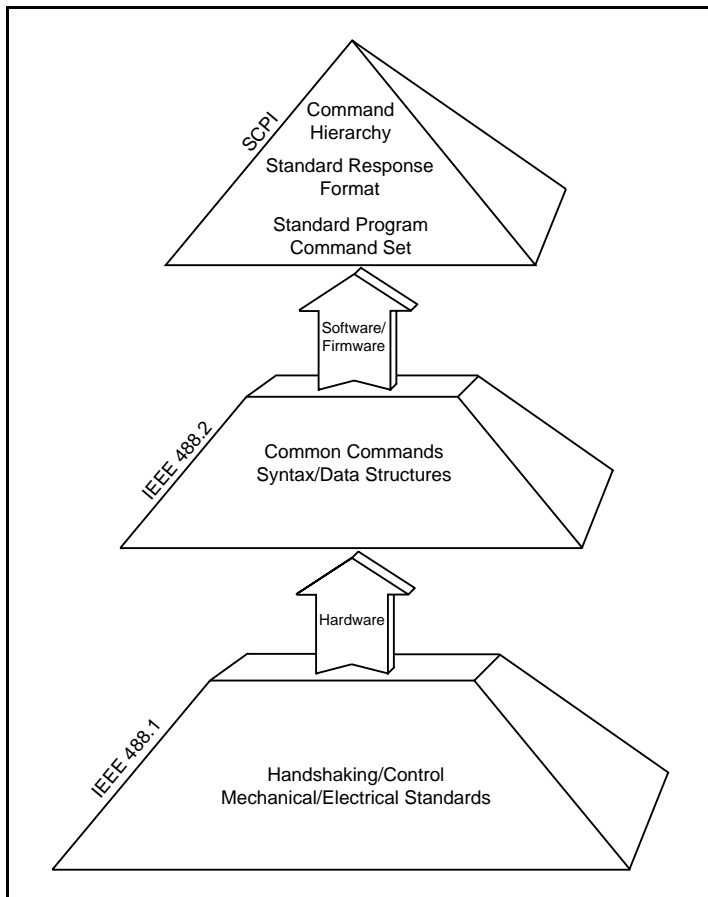 SCPI
Command
Hierarchy
Standard Response
Format
Standard Program
Command Set
Software/
Firmware
IEEE 488.2
Common Commands
Syntax/Data Structures
Hardware
IEEE 488.1
Handshaking/Control
Mechanical/Electrical Standards